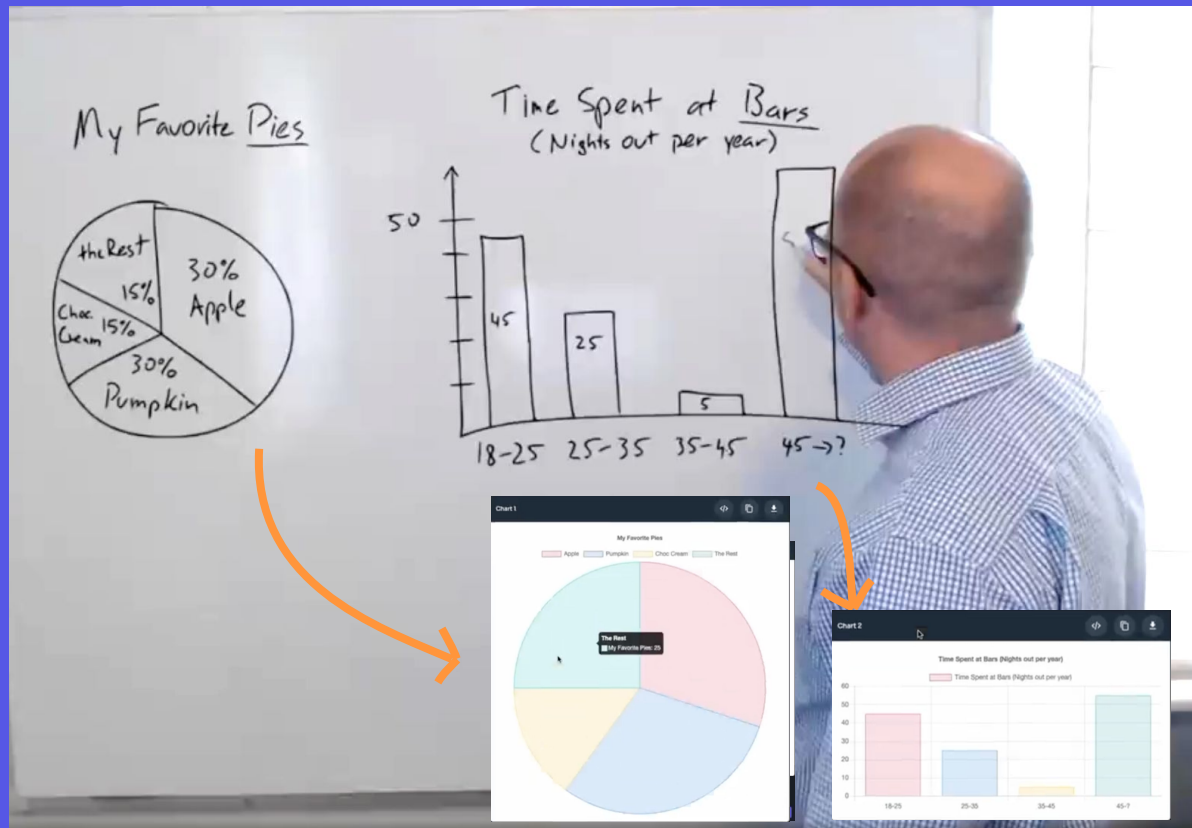 My Favorite Pies
the Rest
15%
30%
Apple
Choc.
Cream 15%
30%
Pumpkin
Time Spent at Bars
(Nights out per year)
50
45
25
5
18-25 25-35 35-45 45→?
Chart 1
</>
My Favorite Pies
Apple Pumpkin Choc Cream The Rest
The Rest
My Favorite Pies: 25
Chart 2
</>
Time Spent at Bars (Nights out per year)
Time Spent at Bars (Nights out per year)
60
50
40
30
20
10
0
18-25 25-35 35-45 45-?